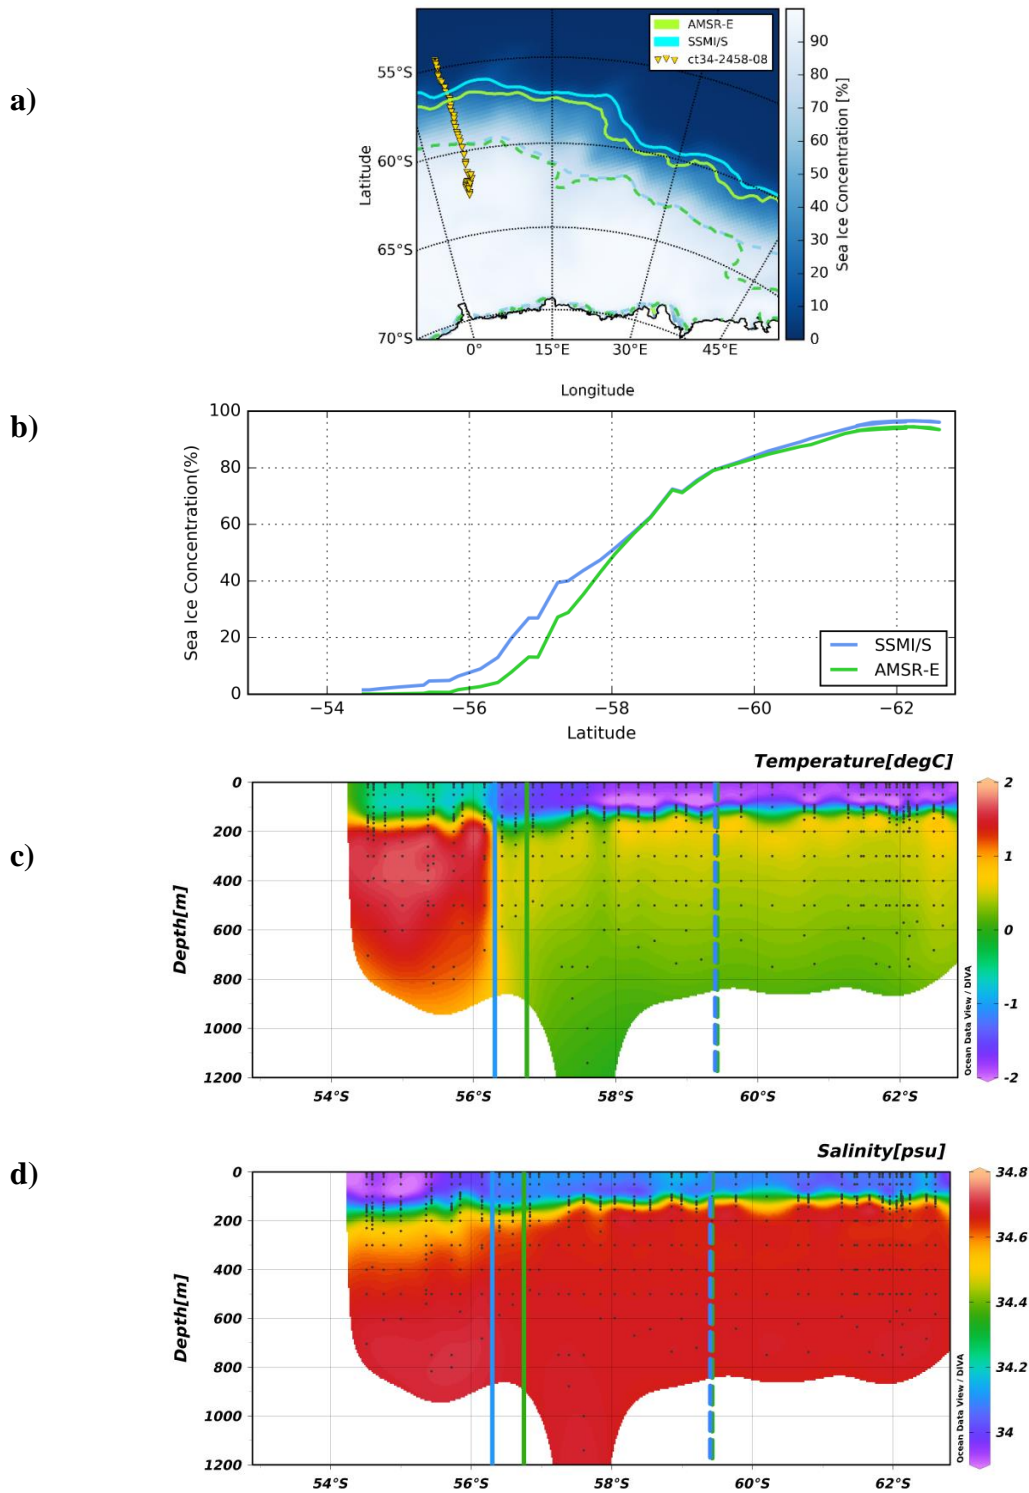 a)
AMSR-E
SSMI/S
ct34-2458-08
55°S
60°S
65°S
70°S
Latitude
0°
15°E
30°E
45°E
Longitude
90
80
70
60
50
40
30
20
10
0
Sea Ice Concentration [%]
b)
100
80
60
40
20
0
Sea Ice Concentration(%)
SSMI/S
AMSR-E
−54
−56
−58
−60
−62
Latitude
c)
Temperature[degC]
0
200
400
600
800
1000
1200
Depth[m]
54°S
56°S
58°S
60°S
62°S
Ocean Data View / DIVA
2
1
0
-1
-2
d)
Salinity[psu]
0
200
400
600
800
1000
1200
Depth[m]
54°S
56°S
58°S
60°S
62°S
Ocean Data View / DIVA
34.8
34.6
34.4
34.2
34